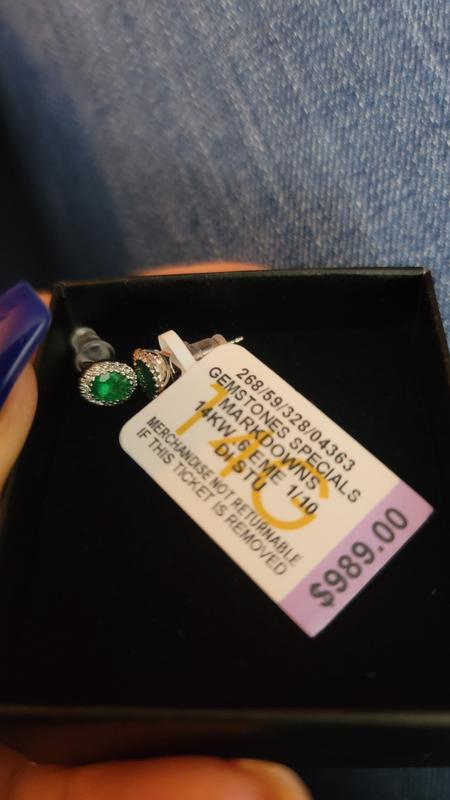 268/59/328/04363
GEMSTONES SPECIALS
MARKDOWNS
14KW .6 EME 1/10
DI STU
14G
MERCHANDISE NOT RETURNABLE
IF THIS TICKET IS REMOVED
$989.00